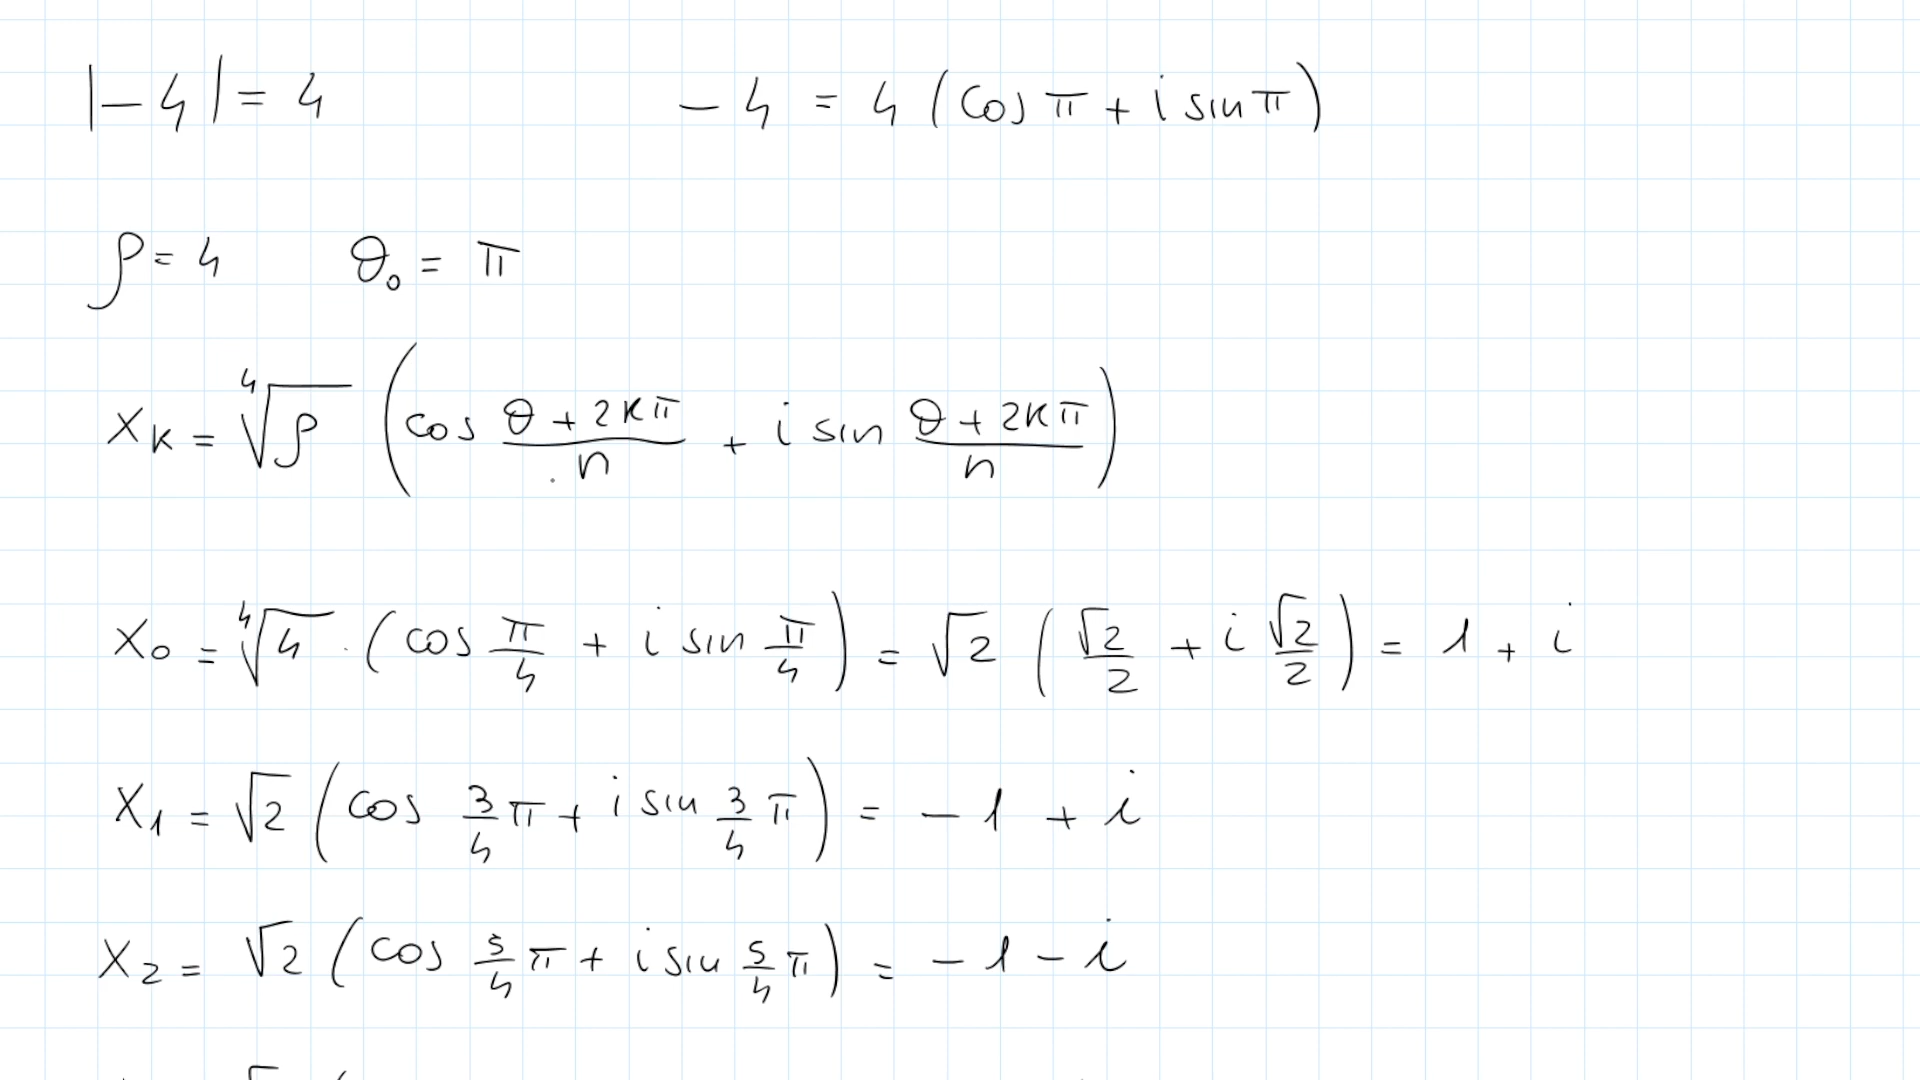 |-4| = 4 -4 = 4 (cos π + i sin π)
ρ = 4 θ₀ = π
x_K = ⁴√ρ (cos (θ + 2Kπ)/n + i sin (θ + 2Kπ)/n)
x₀ = ⁴√4 · (cos π/4 + i sin π/4) = √2 (√2/2 + i √2/2) = 1 + i
x₁ = √2 (cos 3/4 π + i sin 3/4 π) = -1 + i
x₂ = √2 (cos 5/4 π + i sin 5/4 π) = -1 - i